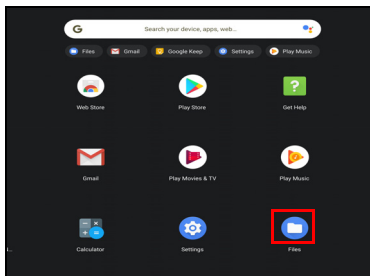 G Search your device, apps, web...
Files Gmail Google Keep Settings Play Music
Web Store Play Store Get Help
?
Gmail Play Movies & TV Play Music
i... Calculator Settings Files